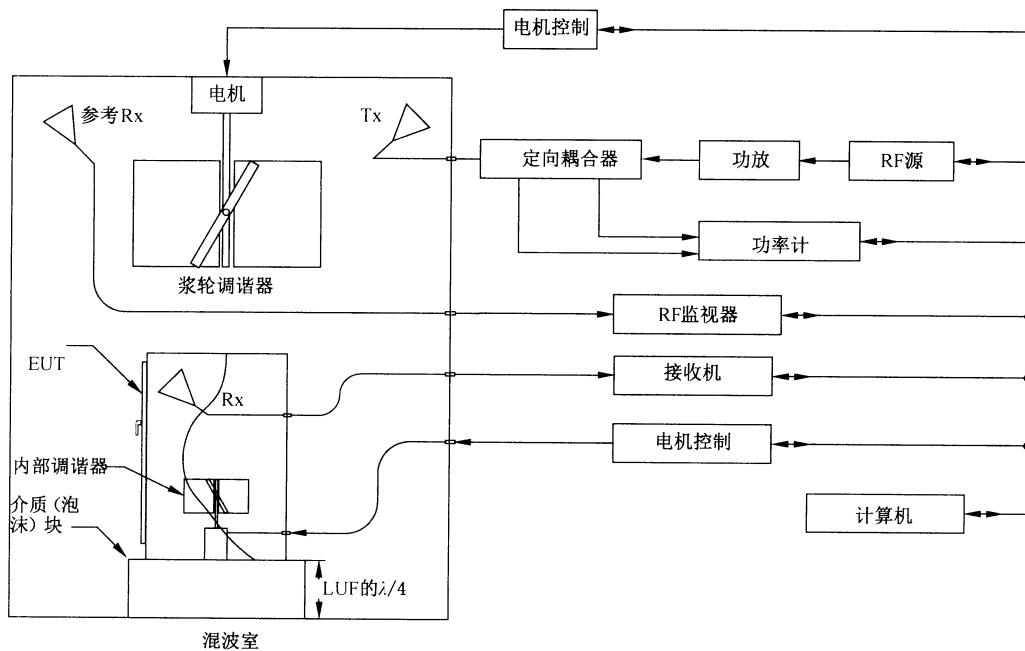 电机控制
电机
参考Rx
Tx
定向耦合器
功放
RF源
功率计
浆轮调谐器
RF监视器
EUT
Rx
接收机
电机控制
内部调谐器
介质(泡
沫)块
计算机
LUF的λ/4
混波室